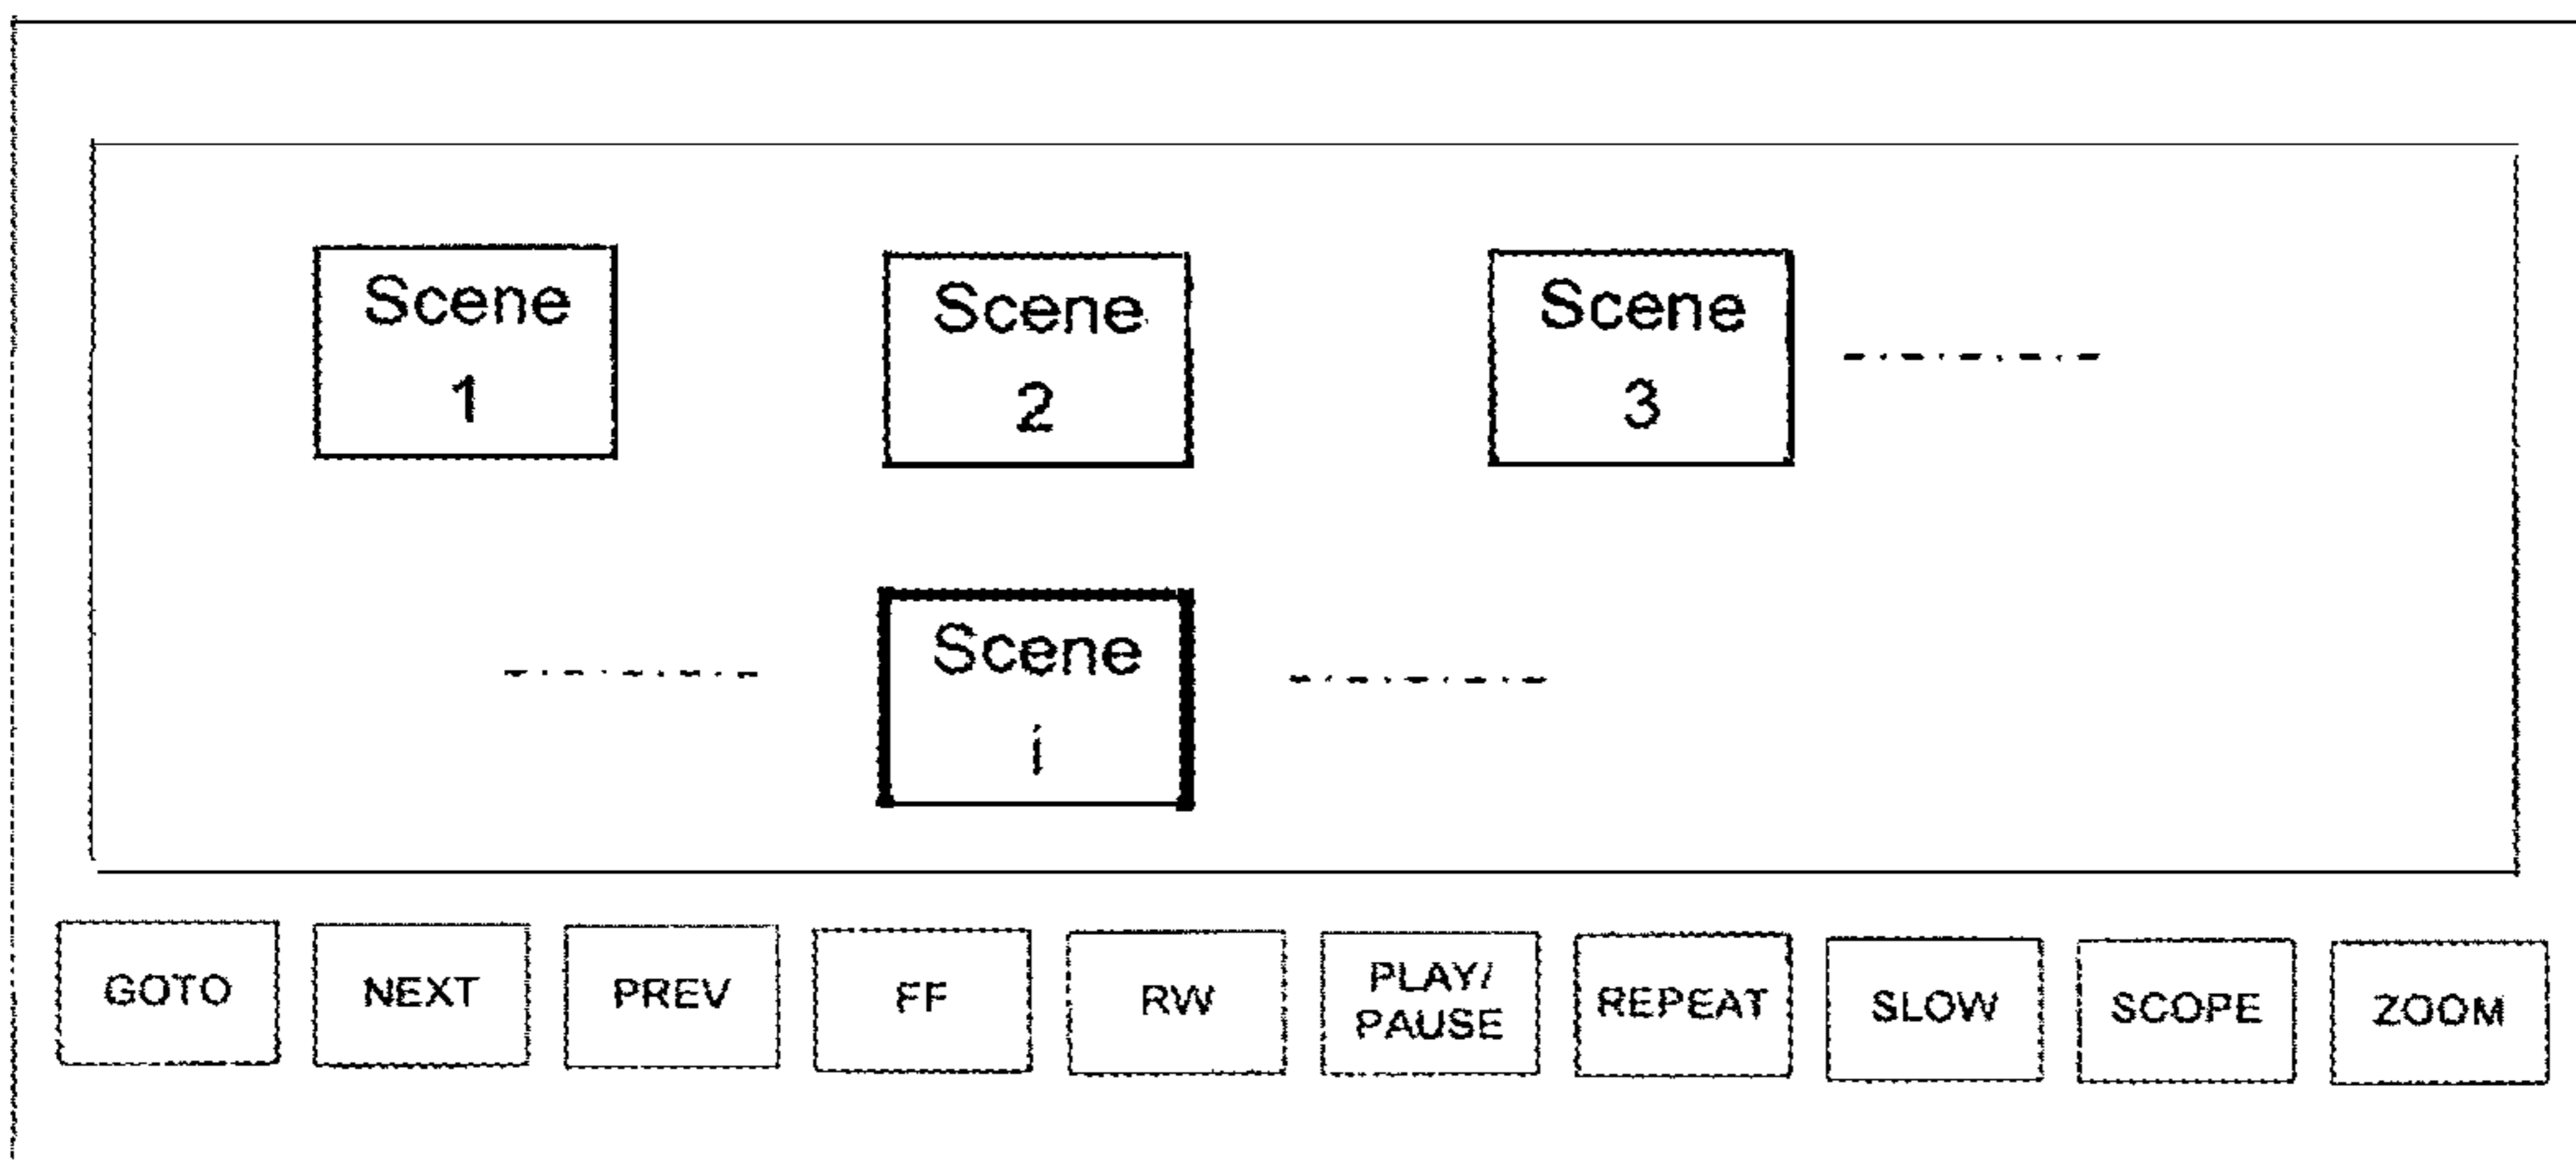 Scene
1
Scene
2
Scene
3
Scene
i
GOTO
NEXT
PREV
FF
RW
PLAY/
PAUSE
REPEAT
SLOW
SCOPE
ZOOM